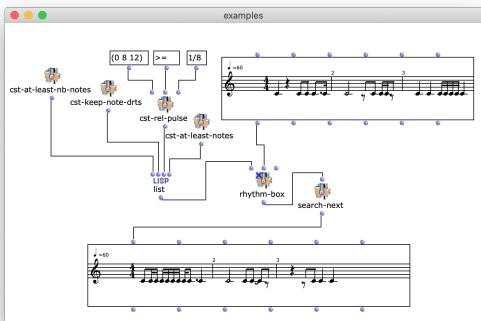 examples
(0 8 12)
>=
1/8
=60
2
3
cst-at-least-nb-notes
cst-keep-note-drts
cst-rel-pulse
cst-at-least-notes
LISP
list
rhythm-box
search-next
=60
2
3